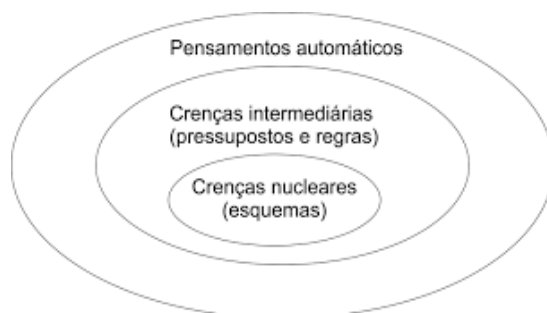 Pensamentos automáticos
Crenças intermediárias
(pressupostos e regras)
Crenças nucleares
(esquemas)